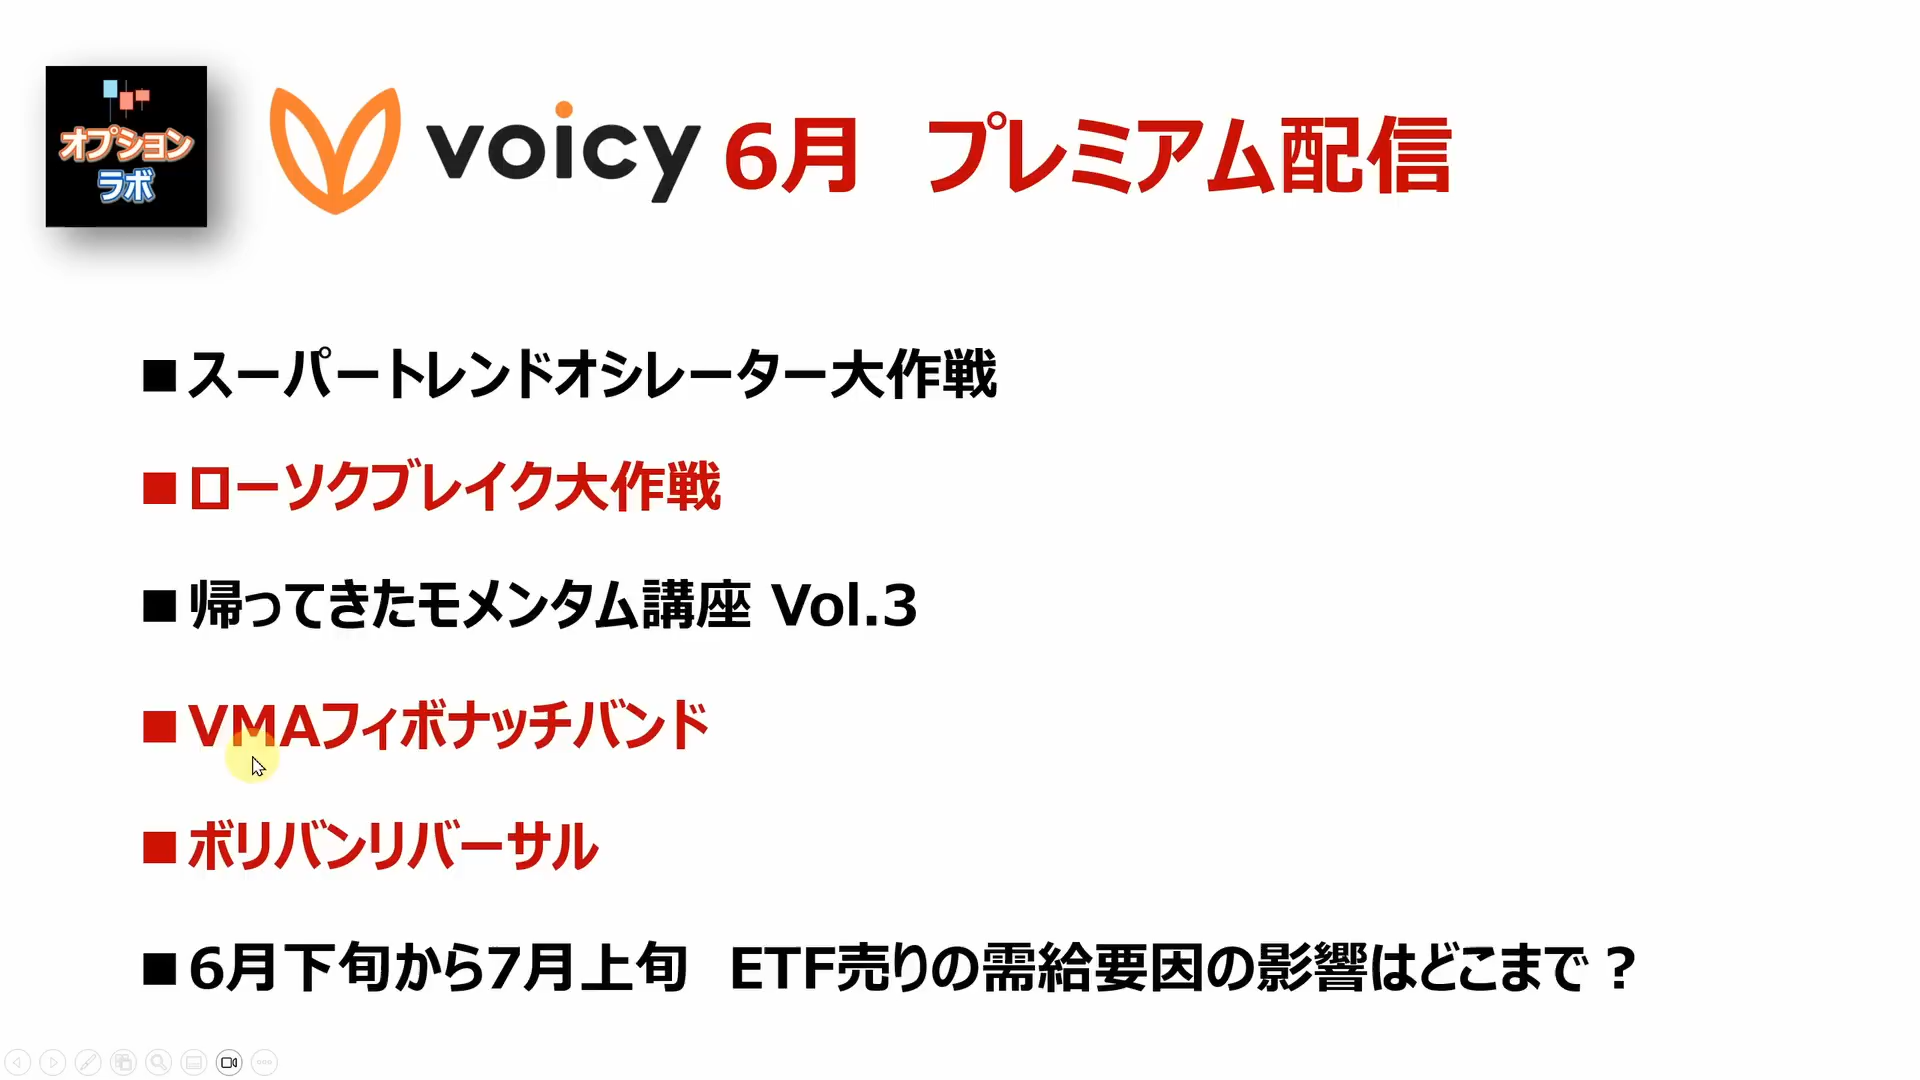 オプション
ラボ
voicy 6月　プレミアム配信
■スーパートレンドオシレーター大作戦
■ローソクブレイク大作戦
■帰ってきたモメンタム講座 Vol.3
■VMAフィボナッチバンド
■ボリバンリバーサル
■6月下旬から7月上旬　ETF売りの需給要因の影響はどこまで？